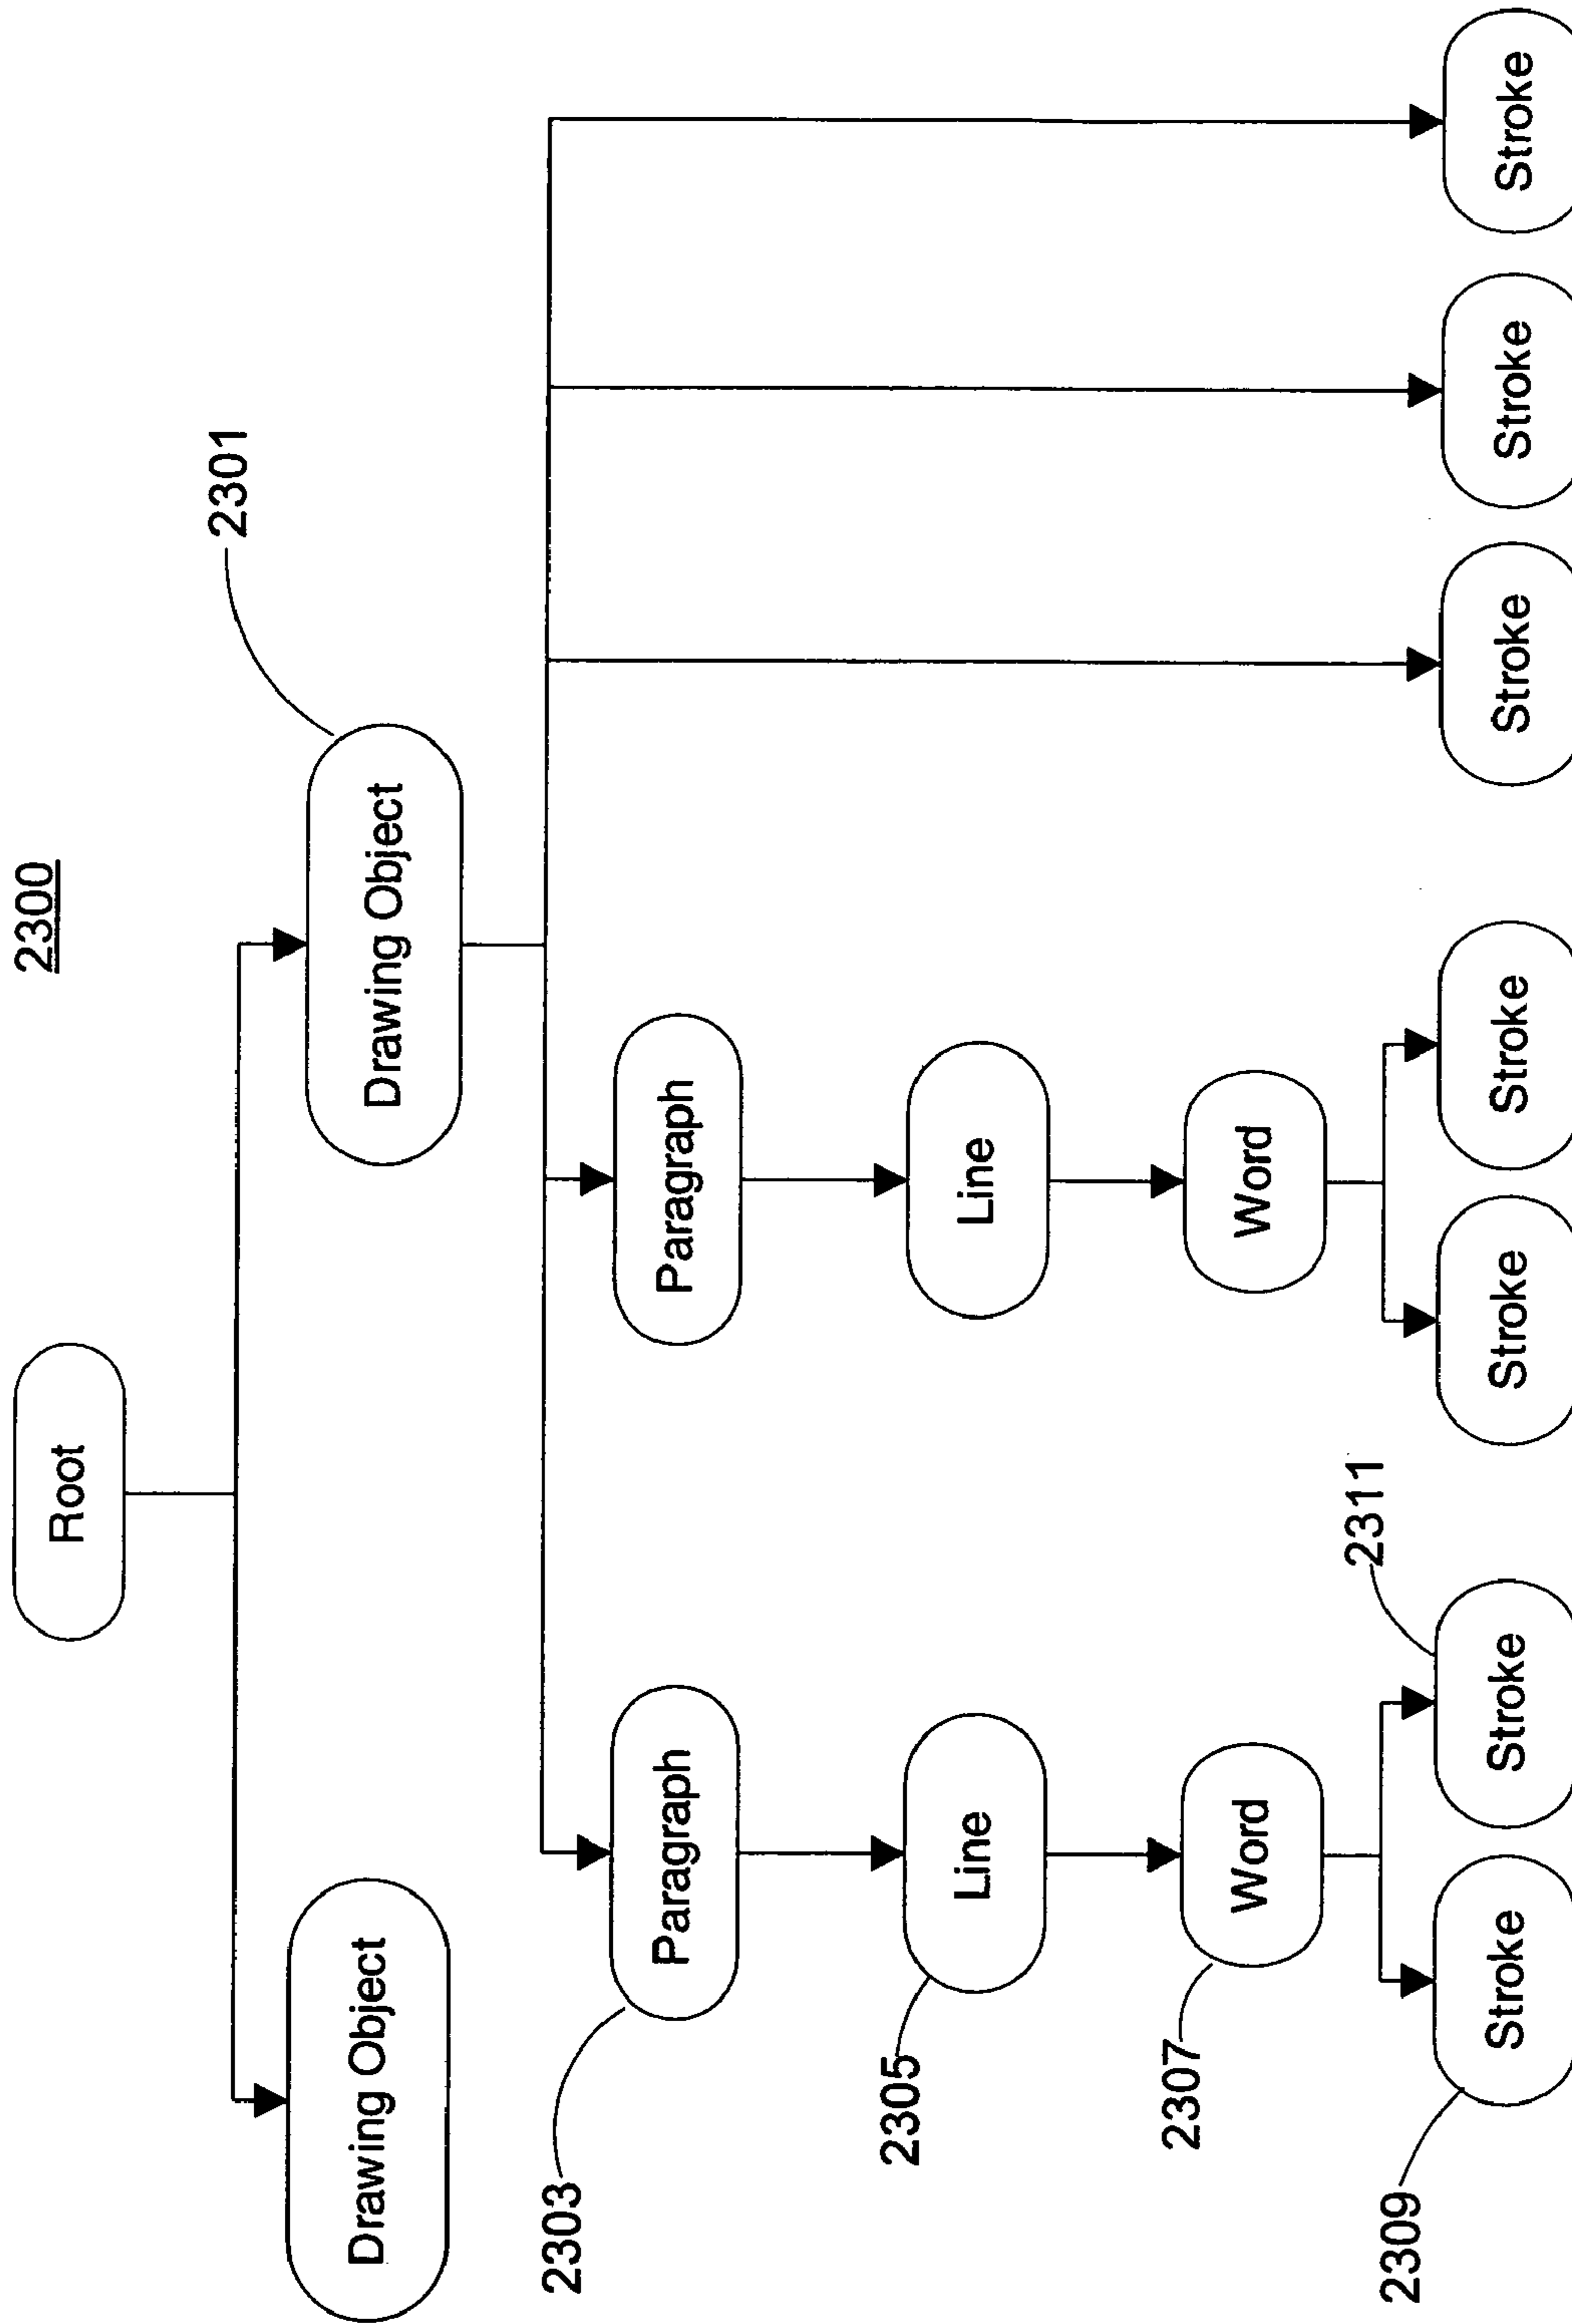 2300
Root
Drawing Object
Drawing Object
2301
2303
Paragraph
Paragraph
2305
Line
Line
2307
Word
Word
2311
2309
Stroke
Stroke
Stroke
Stroke
Stroke
Stroke
Stroke